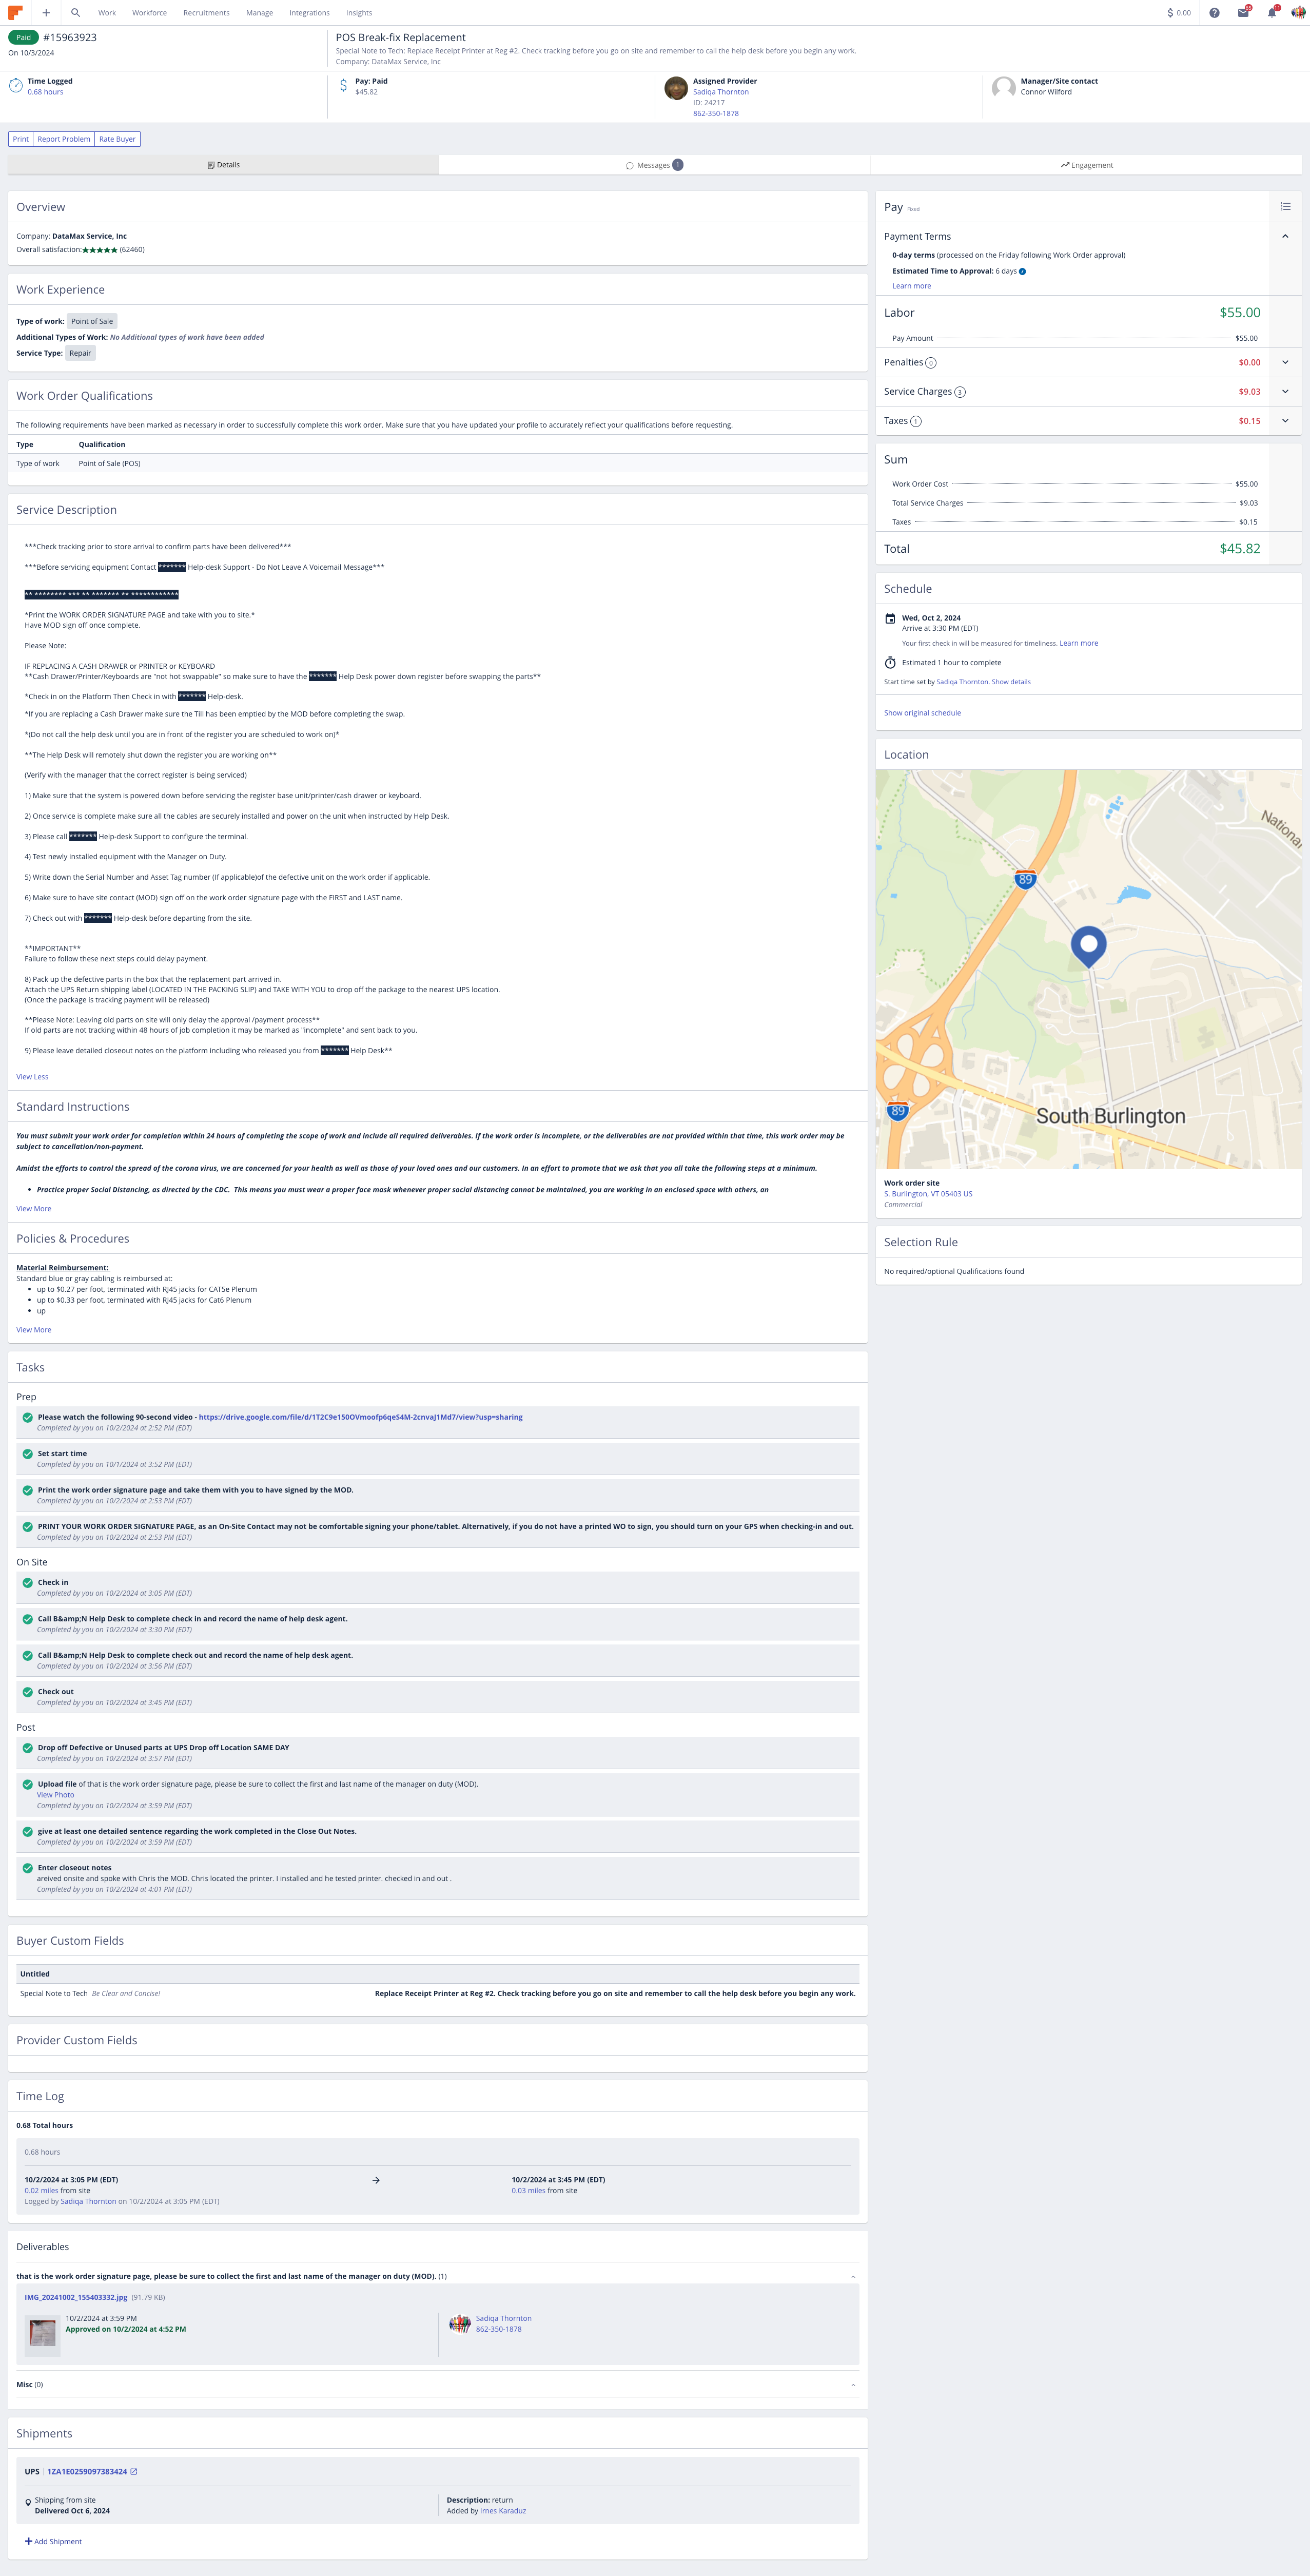 Work Workforce Recruitments Manage Integrations Insights
0.00
Paid #15963923
On 10/3/2024
POS Break-fix Replacement
Special Note to Tech: Replace Receipt Printer at Reg #2. Check tracking before you go on site and remember to call the help desk before you begin any work.
Company: DataMax Service, Inc
Time Logged
0.68 hours
Pay: Paid
$45.82
Assigned Provider
Sadiqa Thornton
ID: 24217
862-350-1878
Manager/Site contact
Connor Wilford
Print Report Problem Rate Buyer
Details
Messages 1
Engagement
Overview
Company: DataMax Service, Inc
Overall satisfaction:★★★★★ (62460)
Work Experience
Type of work: Point of Sale
Additional Types of Work: No Additional types of work have been added
Service Type: Repair
Work Order Qualifications
The following requirements have been marked as necessary in order to successfully complete this work order. Make sure that you have updated your profile to accurately reflect your qualifications before requesting.
Type Qualification
Type of work Point of Sale (POS)
Service Description
***Check tracking prior to store arrival to confirm parts have been delivered***
***Before servicing equipment Contact ******* Help-desk Support - Do Not Leave A Voicemail Message***
** ******** *** ** ******* ** ************
*Print the WORK ORDER SIGNATURE PAGE and take with you to site.*
Have MOD sign off once complete.
Please Note:
IF REPLACING A CASH DRAWER or PRINTER or KEYBOARD
**Cash Drawer/Printer/Keyboards are "not hot swappable" so make sure to have the ******* Help Desk power down register before swapping the parts**
*Check in on the Platform Then Check in with ******* Help-desk.
*If you are replacing a Cash Drawer make sure the Till has been emptied by the MOD before completing the swap.
*(Do not call the help desk until you are in front of the register you are scheduled to work on)*
**The Help Desk will remotely shut down the register you are working on**
(Verify with the manager that the correct register is being serviced)
1) Make sure that the system is powered down before servicing the register base unit/printer/cash drawer or keyboard.
2) Once service is complete make sure all the cables are securely installed and power on the unit when instructed by Help Desk.
3) Please call ******* Help-desk Support to configure the terminal.
4) Test newly installed equipment with the Manager on Duty.
5) Write down the Serial Number and Asset Tag number (If applicable)of the defective unit on the work order if applicable.
6) Make sure to have site contact (MOD) sign off on the work order signature page with the FIRST and LAST name.
7) Check out with ******* Help-desk before departing from the site.
**IMPORTANT**
Failure to follow these next steps could delay payment.
8) Pack up the defective parts in the box that the replacement part arrived in.
Attach the UPS Return shipping label (LOCATED IN THE PACKING SLIP) and TAKE WITH YOU to drop off the package to the nearest UPS location.
(Once the package is tracking payment will be released)
**Please Note: Leaving old parts on site will only delay the approval /payment process**
If old parts are not tracking within 48 hours of job completion it may be marked as "incomplete" and sent back to you.
9) Please leave detailed closeout notes on the platform including who released you from ******* Help Desk**
View Less
Standard Instructions
You must submit your work order for completion within 24 hours of completing the scope of work and include all required deliverables. If the work order is incomplete, or the deliverables are not provided within that time, this work order may be
subject to cancellation/non-payment.
Amidst the efforts to control the spread of the corona virus, we are concerned for your health as well as those of your loved ones and our customers. In an effort to promote that we ask that you all take the following steps at a minimum.
• Practice proper Social Distancing, as directed by the CDC. This means you must wear a proper face mask whenever proper social distancing cannot be maintained, you are working in an enclosed space with others, an
View More
Policies & Procedures
Material Reimbursement:
Standard blue or gray cabling is reimbursed at:
• up to $0.27 per foot, terminated with RJ45 jacks for CAT5e Plenum
• up to $0.33 per foot, terminated with RJ45 jacks for Cat6 Plenum
• up
View More
Tasks
Prep
Please watch the following 90-second video - https://drive.google.com/file/d/1T2C9e150OVmoofp6qeS4M-2cnvaJ1Md7/view?usp=sharing
Completed by you on 10/2/2024 at 2:52 PM (EDT)
Set start time
Completed by you on 10/1/2024 at 3:52 PM (EDT)
Print the work order signature page and take them with you to have signed by the MOD.
Completed by you on 10/2/2024 at 2:53 PM (EDT)
PRINT YOUR WORK ORDER SIGNATURE PAGE, as an On-Site Contact may not be comfortable signing your phone/tablet. Alternatively, if you do not have a printed WO to sign, you should turn on your GPS when checking-in and out.
Completed by you on 10/2/2024 at 2:53 PM (EDT)
On Site
Check in
Completed by you on 10/2/2024 at 3:05 PM (EDT)
Call B&amp;N Help Desk to complete check in and record the name of help desk agent.
Completed by you on 10/2/2024 at 3:30 PM (EDT)
Call B&amp;N Help Desk to complete check out and record the name of help desk agent.
Completed by you on 10/2/2024 at 3:56 PM (EDT)
Check out
Completed by you on 10/2/2024 at 3:45 PM (EDT)
Post
Drop off Defective or Unused parts at UPS Drop off Location SAME DAY
Completed by you on 10/2/2024 at 3:57 PM (EDT)
Upload file of that is the work order signature page, please be sure to collect the first and last name of the manager on duty (MOD).
View Photo
Completed by you on 10/2/2024 at 3:59 PM (EDT)
give at least one detailed sentence regarding the work completed in the Close Out Notes.
Completed by you on 10/2/2024 at 3:59 PM (EDT)
Enter closeout notes
areived onsite and spoke with Chris the MOD. Chris located the printer. I installed and he tested printer. checked in and out .
Completed by you on 10/2/2024 at 4:01 PM (EDT)
Buyer Custom Fields
Untitled
Special Note to Tech Be Clear and Concise! Replace Receipt Printer at Reg #2. Check tracking before you go on site and remember to call the help desk before you begin any work.
Provider Custom Fields
Time Log
0.68 Total hours
0.68 hours
10/2/2024 at 3:05 PM (EDT) 10/2/2024 at 3:45 PM (EDT)
0.02 miles from site 0.03 miles from site
Logged by Sadiqa Thornton on 10/2/2024 at 3:05 PM (EDT)
Deliverables
that is the work order signature page, please be sure to collect the first and last name of the manager on duty (MOD). (1)
IMG_20241002_155403332.jpg (91.79 KB)
10/2/2024 at 3:59 PM
Approved on 10/2/2024 at 4:52 PM
Sadiqa Thornton
862-350-1878
Misc (0)
Shipments
UPS 1ZA1E0259097383424
Shipping from site
Delivered Oct 6, 2024
Description: return
Added by Irnes Karaduz
Add Shipment
Pay Fixed
Payment Terms
0-day terms (processed on the Friday following Work Order approval)
Estimated Time to Approval: 6 days
Learn more
Labor $55.00
Pay Amount $55.00
Penalties 0 $0.00
Service Charges 3 $9.03
Taxes 1 $0.15
Sum
Work Order Cost $55.00
Total Service Charges $9.03
Taxes $0.15
Total $45.82
Schedule
Wed, Oct 2, 2024
Arrive at 3:30 PM (EDT)
Your first check in will be measured for timeliness. Learn more
Estimated 1 hour to complete
Start time set by Sadiqa Thornton. Show details
Show original schedule
Location
National
89
89
South Burlington
Work order site
S. Burlington, VT 05403 US
Commercial
Selection Rule
No required/optional Qualifications found